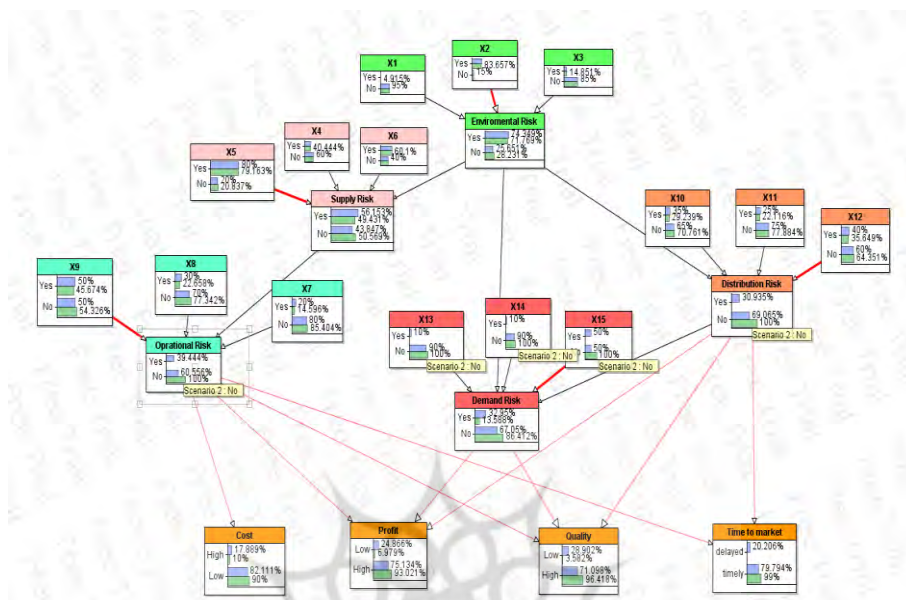 X1
Yes 4.915%
No 95%
X2
Yes 83.657%
No 15%
X3
Yes 14.851%
No 85%
Enviromental Risk
Yes 74.349%
71.769%
No 25.651%
28.231%
X4
Yes 40.444%
No 60%
X6
Yes 60.1%
No 40%
X5
Yes 80%
79.163%
No 20%
20.837%
Supply Risk
Yes 56.153%
49.431%
No 43.847%
50.569%
X10
Yes 35%
29.239%
No 65%
70.761%
X11
Yes 25%
22.116%
No 75%
77.884%
X12
Yes 40%
35.649%
No 60%
64.351%
X9
Yes 50%
45.674%
No 50%
54.326%
X8
Yes 30%
22.658%
No 70%
77.342%
X7
Yes 20%
14.596%
No 80%
85.404%
Distribution Risk
Yes 30.935%
No 69.065%
100%
Scenario 2 : No
X13
Yes 10%
No 90%
100%
Scenario 2 : No
X14
Yes 10%
No 90%
100%
Scenario 2 : No
X15
Yes 50%
No 50%
100%
Scenario 2 : No
Oprational Risk
Yes 39.444%
No 60.556%
100%
Scenario 2 : No
Demand Risk
Yes 32.95%
13.588%
No 67.05%
86.412%
Cost
High 17.889%
10%
Low 82.111%
90%
Profit
Low 24.866%
6.979%
High 75.134%
93.021%
Quality
Low 28.902%
3.582%
High 71.098%
96.418%
Time to market
delayed 20.206%
timely 79.794%
99%